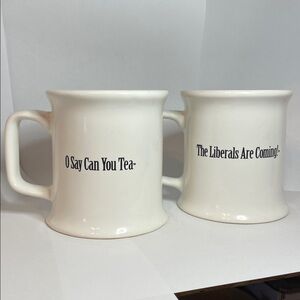 O Say Can You Tea-
The Liberals Are Coming!-